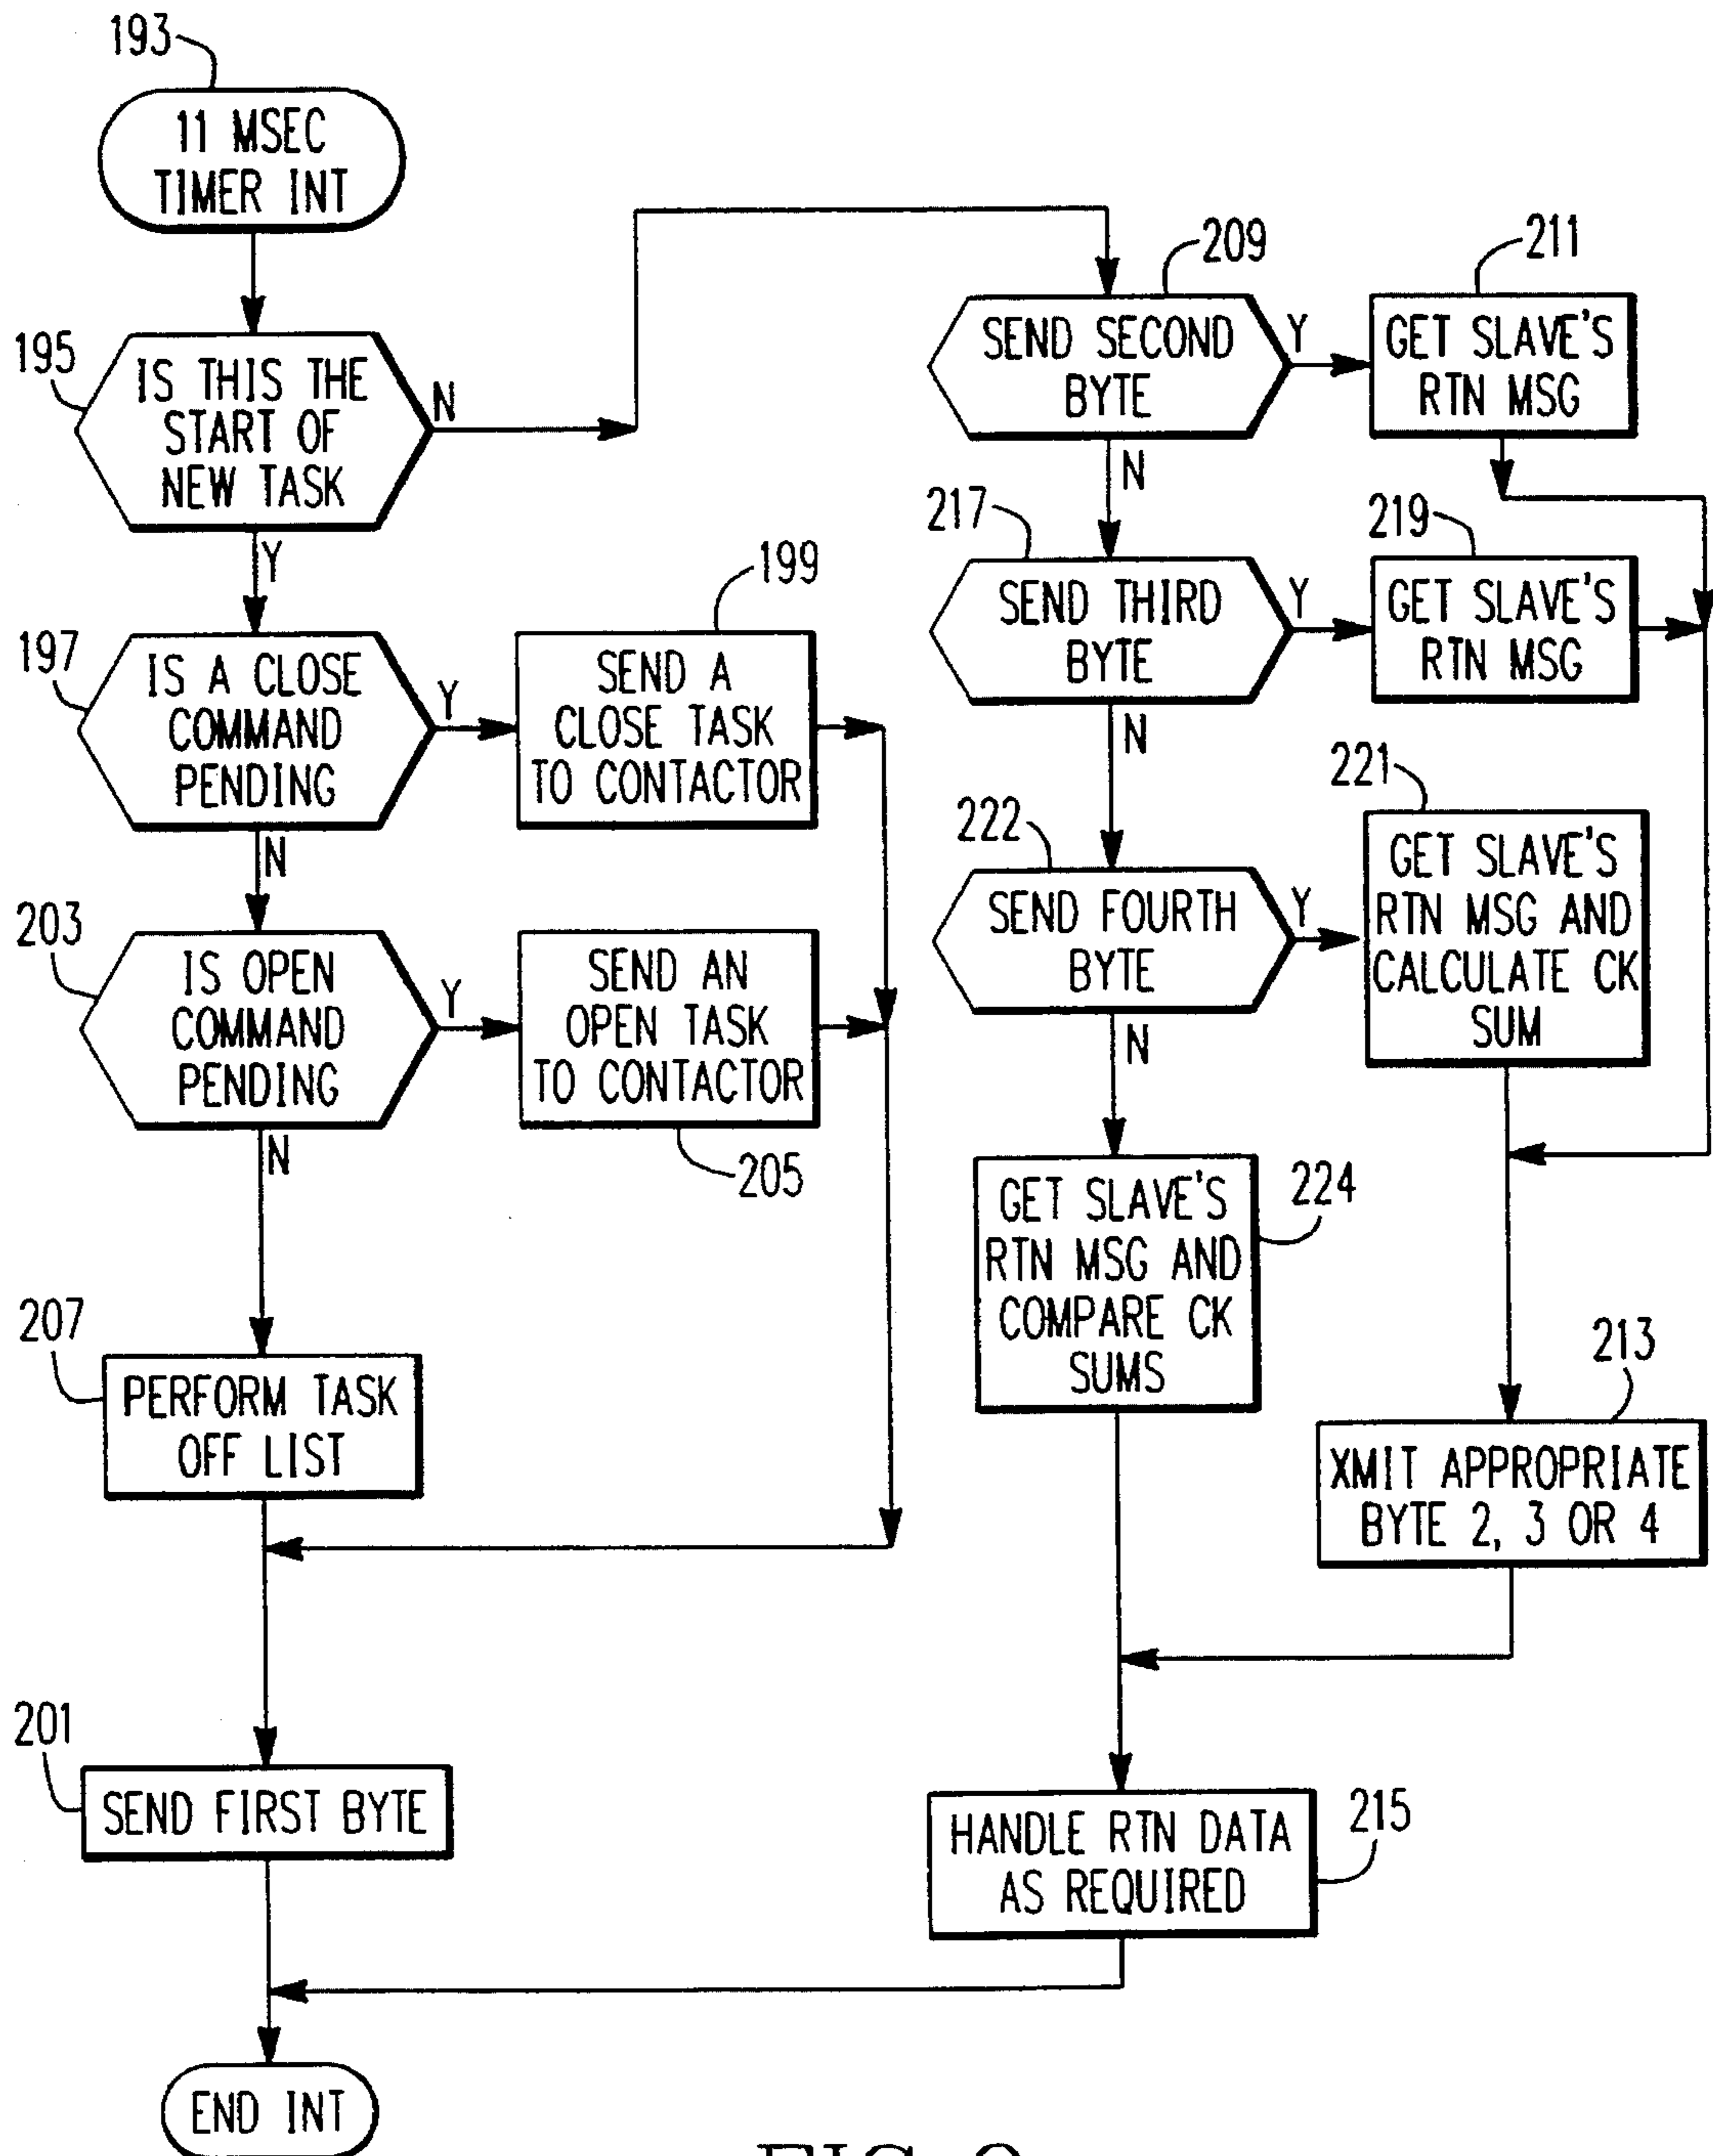 193
11 MSEC
TIMER INT
195
IS THIS THE
START OF
NEW TASK
N
Y
197
IS A CLOSE
COMMAND
PENDING
Y
N
199
SEND A
CLOSE TASK
TO CONTACTOR
203
IS OPEN
COMMAND
PENDING
Y
N
SEND AN
OPEN TASK
TO CONTACTOR
205
207
PERFORM TASK
OFF LIST
201
SEND FIRST BYTE
END INT
209
SEND SECOND
BYTE
Y
N
211
GET SLAVE'S
RTN MSG
217
SEND THIRD
BYTE
Y
N
219
GET SLAVE'S
RTN MSG
222
SEND FOURTH
BYTE
Y
N
221
GET SLAVE'S
RTN MSG AND
CALCULATE CK
SUM
224
GET SLAVE'S
RTN MSG AND
COMPARE CK
SUMS
213
XMIT APPROPRIATE
BYTE 2, 3 OR 4
215
HANDLE RTN DATA
AS REQUIRED